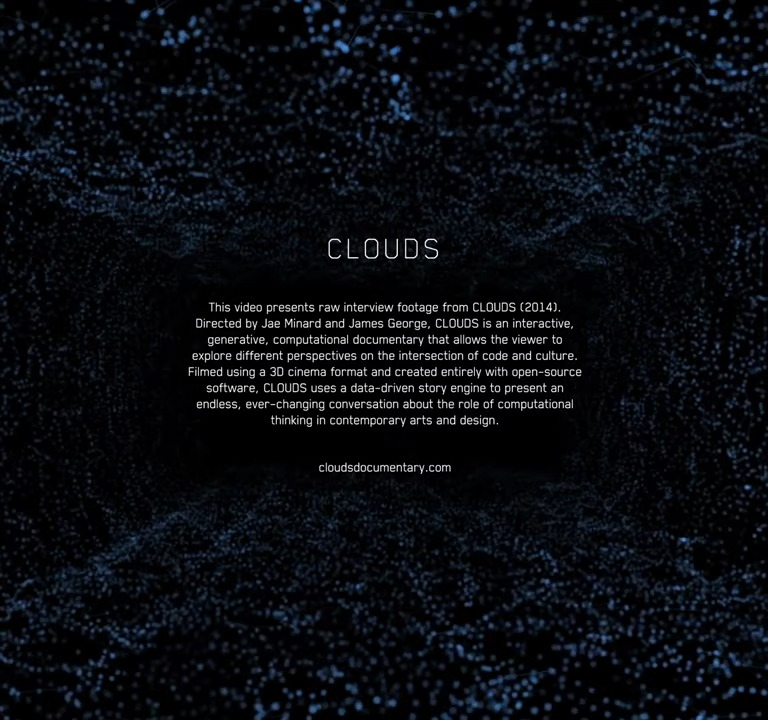 CLOUDS
This video presents raw interview footage from CLOUDS (2014).
Directed by Jae Minard and James George, CLOUDS is an interactive,
generative, computational documentary that allows the viewer to
explore different perspectives on the intersection of code and culture.
Filmed using a 3D cinema format and created entirely with open-source
software, CLOUDS uses a data-driven story engine to present an
endless, ever-changing conversation about the role of computational
thinking in contemporary arts and design.
cloudsdocumentary.com